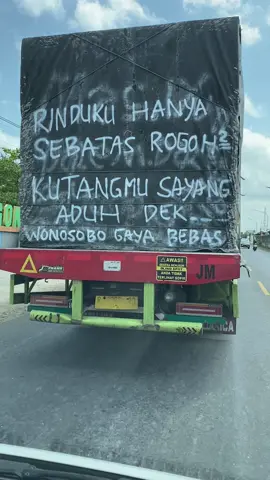 RINDUKU HANYA
SEBATAS ROGOH²
KUTANGMU SAYANG
ADUH DEK...
WONOSOBO GAYA BEBAS
JM
AWAS!!